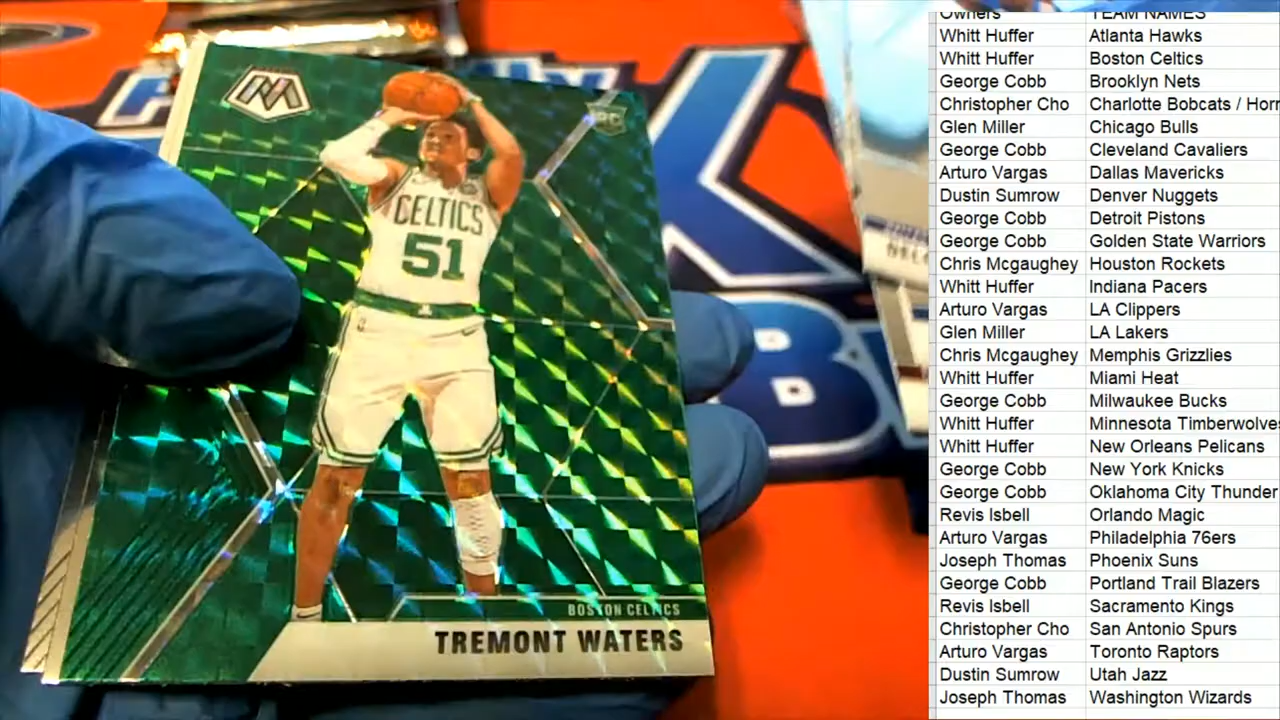 M
RC
CELTICS
51
BOSTON CELTICS
TREMONT WATERS
Owners TEAM NAMES
Whitt Huffer Atlanta Hawks
Whitt Huffer Boston Celtics
George Cobb Brooklyn Nets
Christopher Cho Charlotte Bobcats / Horn
Glen Miller Chicago Bulls
George Cobb Cleveland Cavaliers
Arturo Vargas Dallas Mavericks
Dustin Sumrow Denver Nuggets
George Cobb Detroit Pistons
George Cobb Golden State Warriors
Chris Mcgaughey Houston Rockets
Whitt Huffer Indiana Pacers
Arturo Vargas LA Clippers
Glen Miller LA Lakers
Chris Mcgaughey Memphis Grizzlies
Whitt Huffer Miami Heat
George Cobb Milwaukee Bucks
Whitt Huffer Minnesota Timberwolves
Whitt Huffer New Orleans Pelicans
George Cobb New York Knicks
George Cobb Oklahoma City Thunder
Revis Isbell Orlando Magic
Arturo Vargas Philadelphia 76ers
Joseph Thomas Phoenix Suns
George Cobb Portland Trail Blazers
Revis Isbell Sacramento Kings
Christopher Cho San Antonio Spurs
Arturo Vargas Toronto Raptors
Dustin Sumrow Utah Jazz
Joseph Thomas Washington Wizards